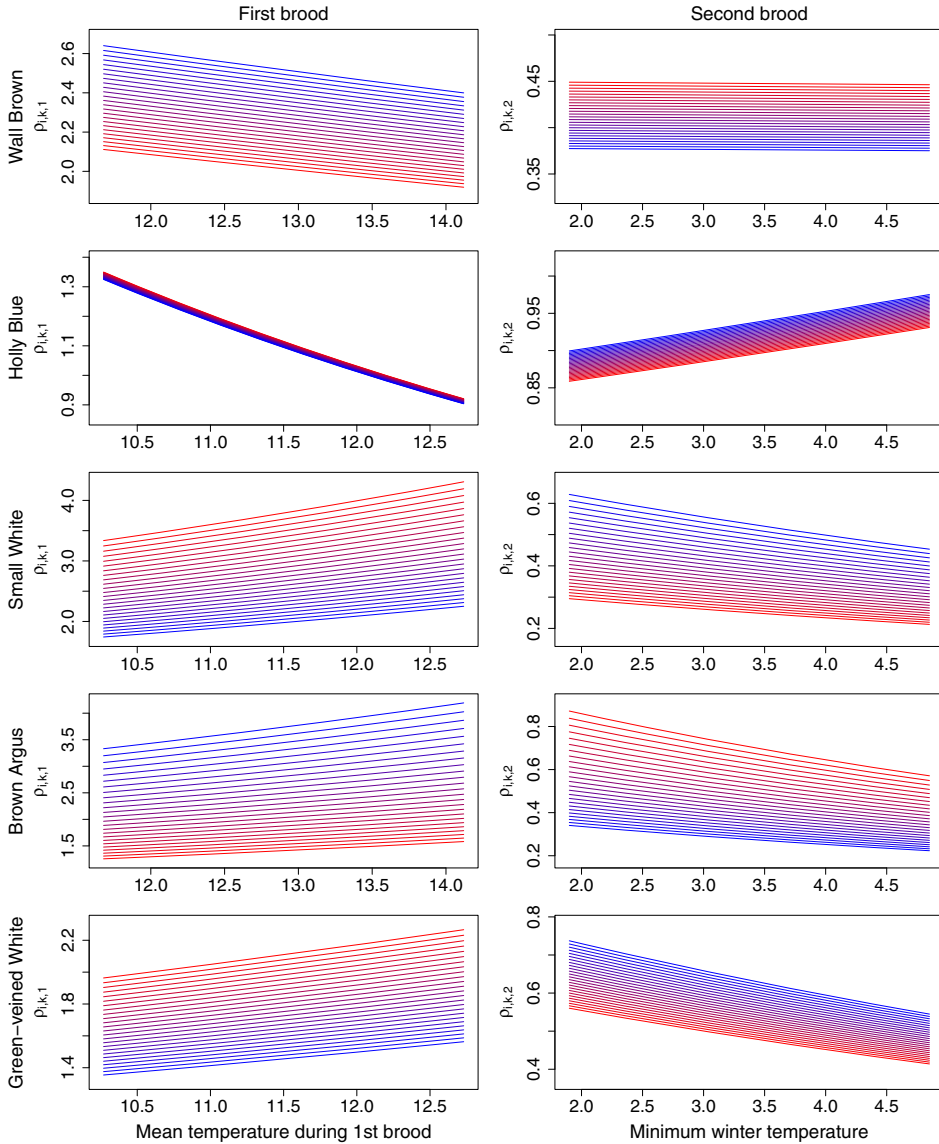 First brood
Second brood
Wall Brown
ρi,k,1
2.0 2.2 2.4 2.6
12.0 12.5 13.0 13.5 14.0
ρi,k,2
0.35 0.45
2.0 2.5 3.0 3.5 4.0 4.5
Holly Blue
ρi,k,1
0.9 1.1 1.3
10.5 11.0 11.5 12.0 12.5
ρi,k,2
0.85 0.95
2.0 2.5 3.0 3.5 4.0 4.5
Small White
ρi,k,1
2.0 3.0 4.0
10.5 11.0 11.5 12.0 12.5
ρi,k,2
0.2 0.4 0.6
2.0 2.5 3.0 3.5 4.0 4.5
Brown Argus
ρi,k,1
1.5 2.5 3.5
12.0 12.5 13.0 13.5 14.0
ρi,k,2
0.2 0.4 0.6 0.8
2.0 2.5 3.0 3.5 4.0 4.5
Green−veined White
ρi,k,1
1.4 1.8 2.2
10.5 11.0 11.5 12.0 12.5
ρi,k,2
0.4 0.6 0.8
2.0 2.5 3.0 3.5 4.0 4.5
Mean temperature during 1st brood
Minimum winter temperature